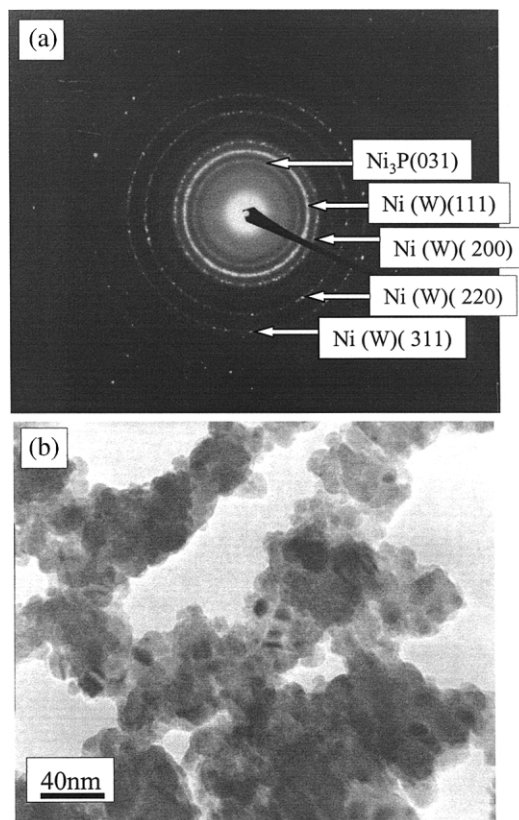 (a)
Ni₃P(031)
Ni (W)(111)
Ni (W)( 200)
Ni (W)( 220)
Ni (W)( 311)
(b)
40nm